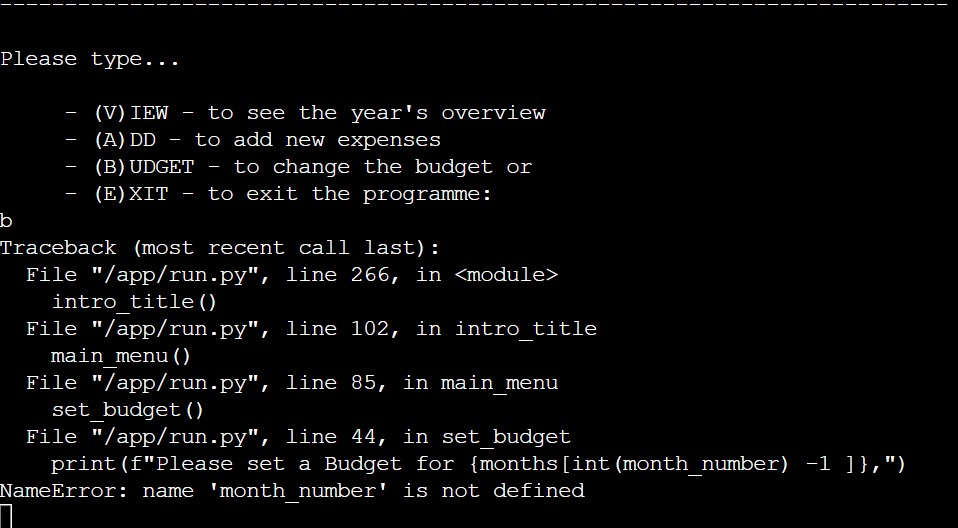 --------------------------------------------------------------------------
Please type...
- (V)IEW - to see the year's overview
- (A)DD - to add new expenses
- (B)UDGET - to change the budget or
- (E)XIT - to exit the programme:
b
Traceback (most recent call last):
File "/app/run.py", line 266, in <module>
intro_title()
File "/app/run.py", line 102, in intro_title
main_menu()
File "/app/run.py", line 85, in main_menu
set_budget()
File "/app/run.py", line 44, in set_budget
print(f"Please set a Budget for {months[int(month_number) -1 ]},")
NameError: name 'month_number' is not defined